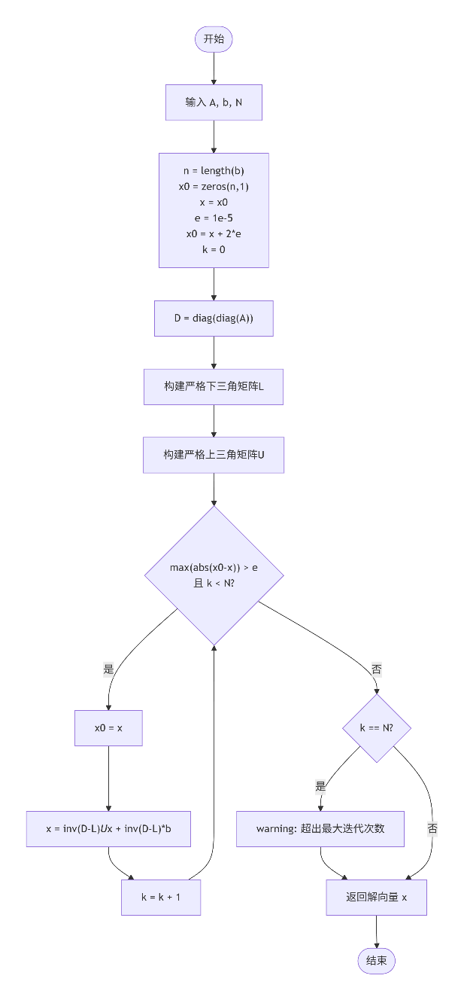 开始
输入 A, b, N
n = length(b)
x0 = zeros(n,1)
x = x0
e = 1e-5
x0 = x + 2*e
k = 0
D = diag(diag(A))
构建严格下三角矩阵L
构建严格上三角矩阵U
max(abs(x0-x)) > e
且 k < N?
是
否
x0 = x
k == N?
是
x = inv(D-L)Ux + inv(D-L)*b
warning: 超出最大迭代次数
否
k = k + 1
返回解向量 x
结束